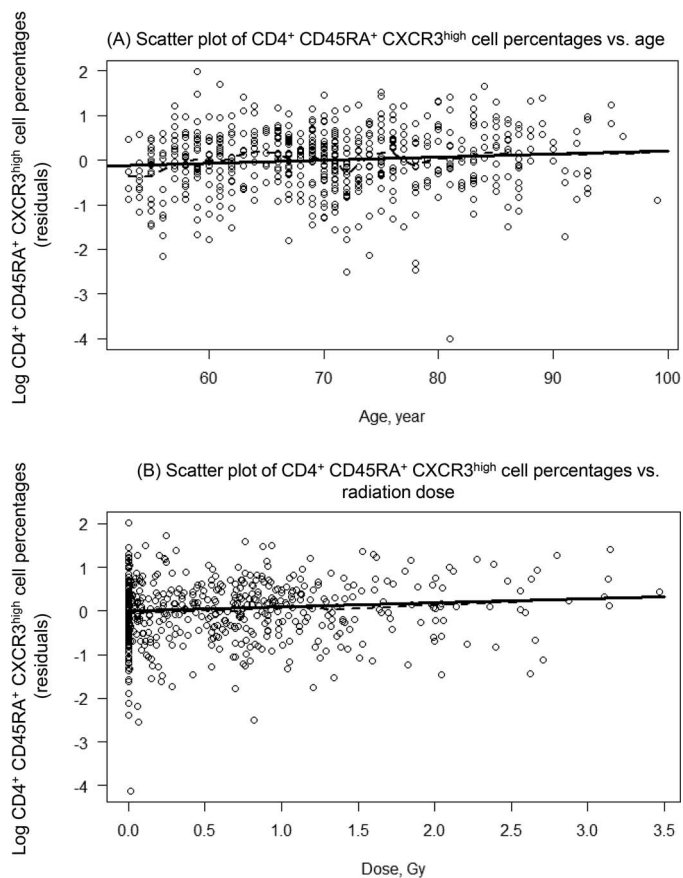 (A) Scatter plot of CD4⁺ CD45RA⁺ CXCR3ʰⁱᵍʰ cell percentages vs. age
Log CD4⁺ CD45RA⁺ CXCR3ʰⁱᵍʰ cell percentages
(residuals)
2
1
0
-1
-2
-3
-4
60 70 80 90 100
Age, year
(B) Scatter plot of CD4⁺ CD45RA⁺ CXCR3ʰⁱᵍʰ cell percentages vs.
radiation dose
Log CD4⁺ CD45RA⁺ CXCR3ʰⁱᵍʰ cell percentages
(residuals)
2
1
0
-1
-2
-3
-4
0.0 0.5 1.0 1.5 2.0 2.5 3.0 3.5
Dose, Gy